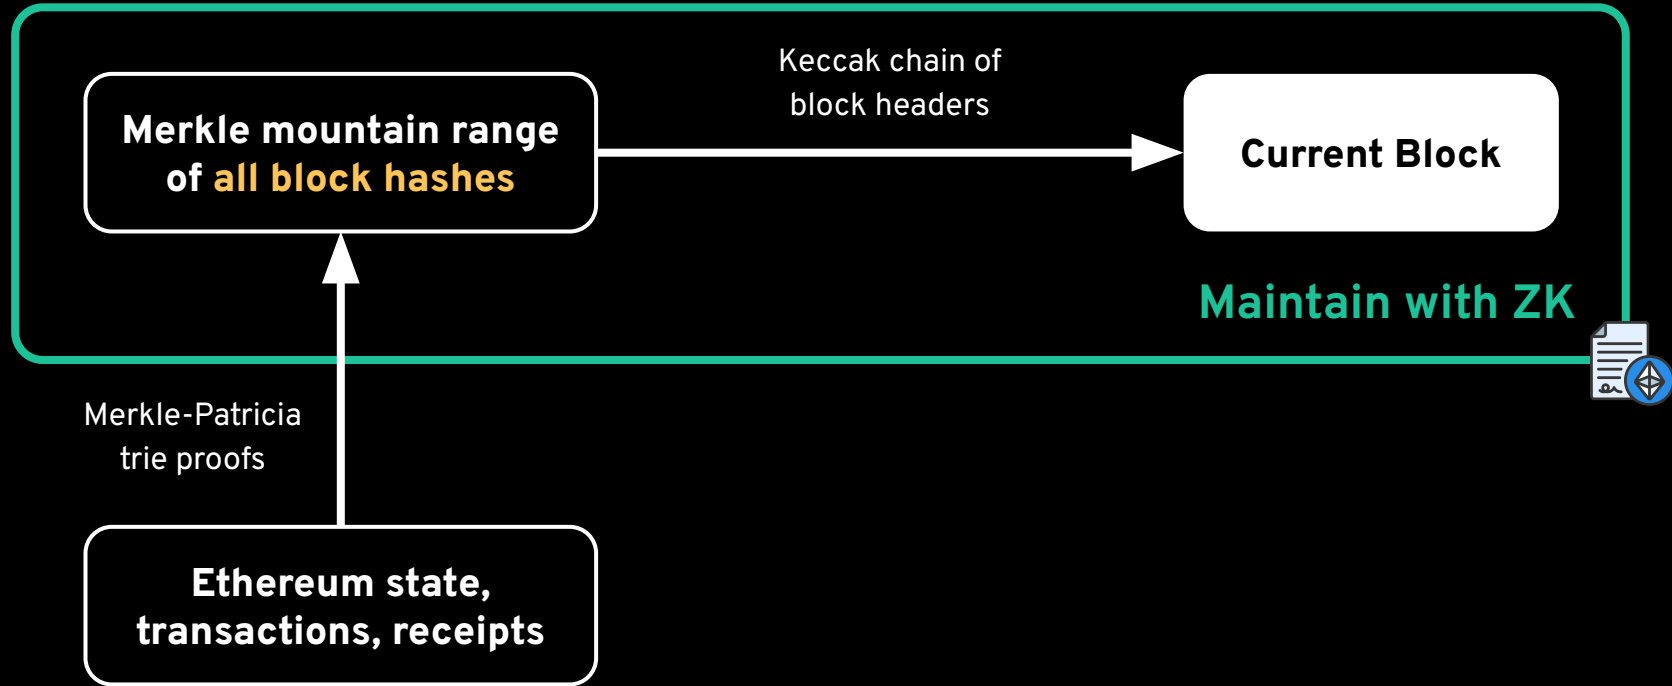 Keccak chain of
block headers
Merkle mountain range
of all block hashes
Current Block
Maintain with ZK
Merkle-Patricia
trie proofs
Ethereum state,
transactions, receipts